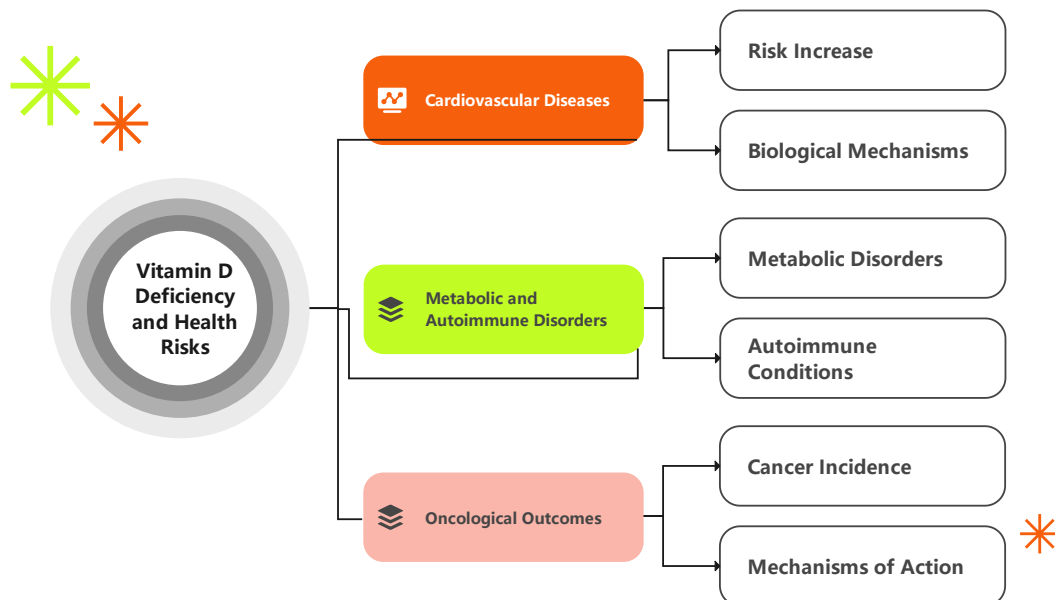 Vitamin D
Deficiency
and Health
Risks
Cardiovascular Diseases
Risk Increase
Biological Mechanisms
Metabolic and
Autoimmune Disorders
Metabolic Disorders
Autoimmune
Conditions
Oncological Outcomes
Cancer Incidence
Mechanisms of Action